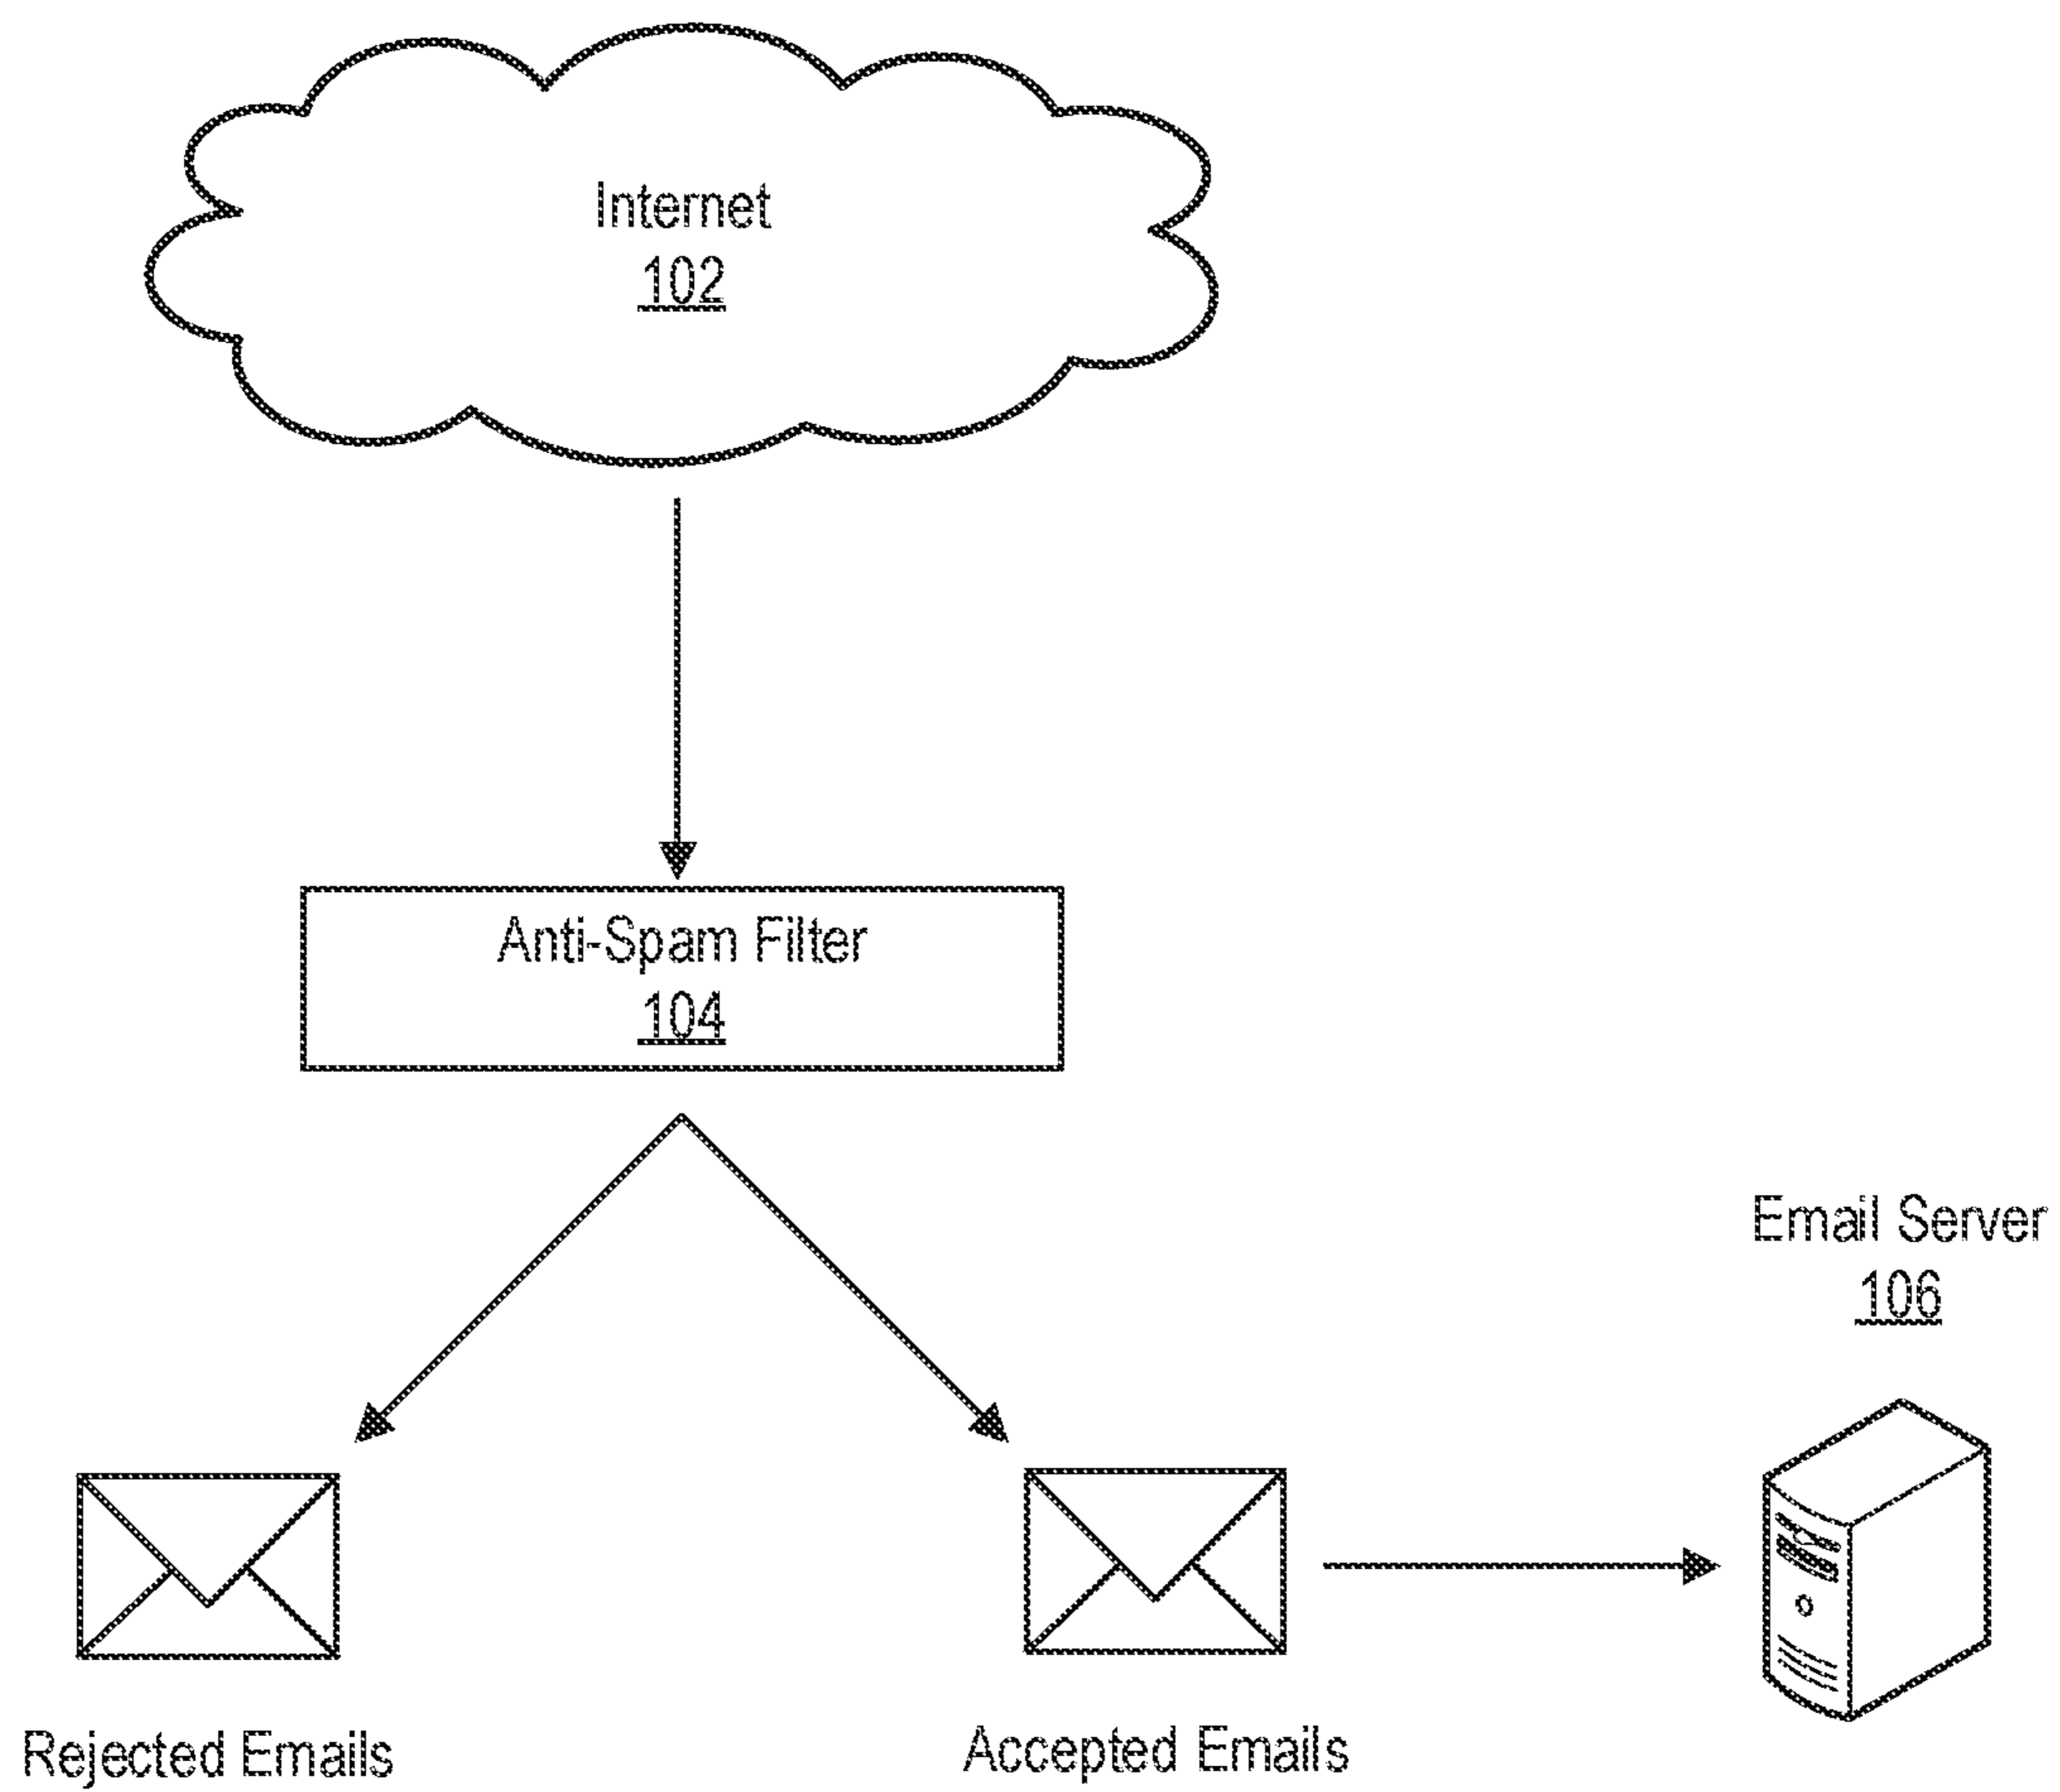 Internet
102
Anti-Spam Filter
104
Email Server
106
Rejected Emails
Accepted Emails